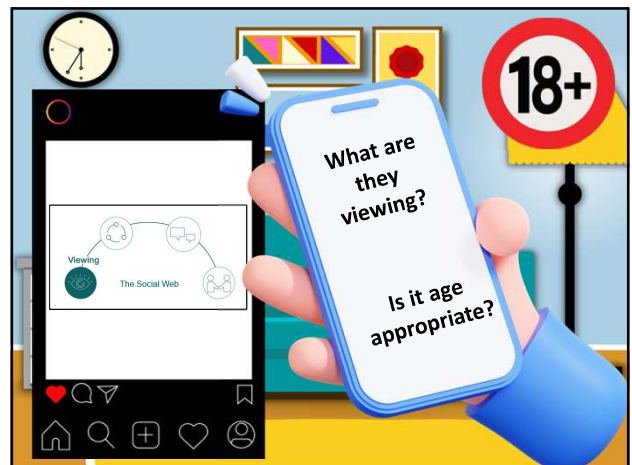 18+
What are
they
viewing?
Is it age
appropriate?
Viewing
The Social Web